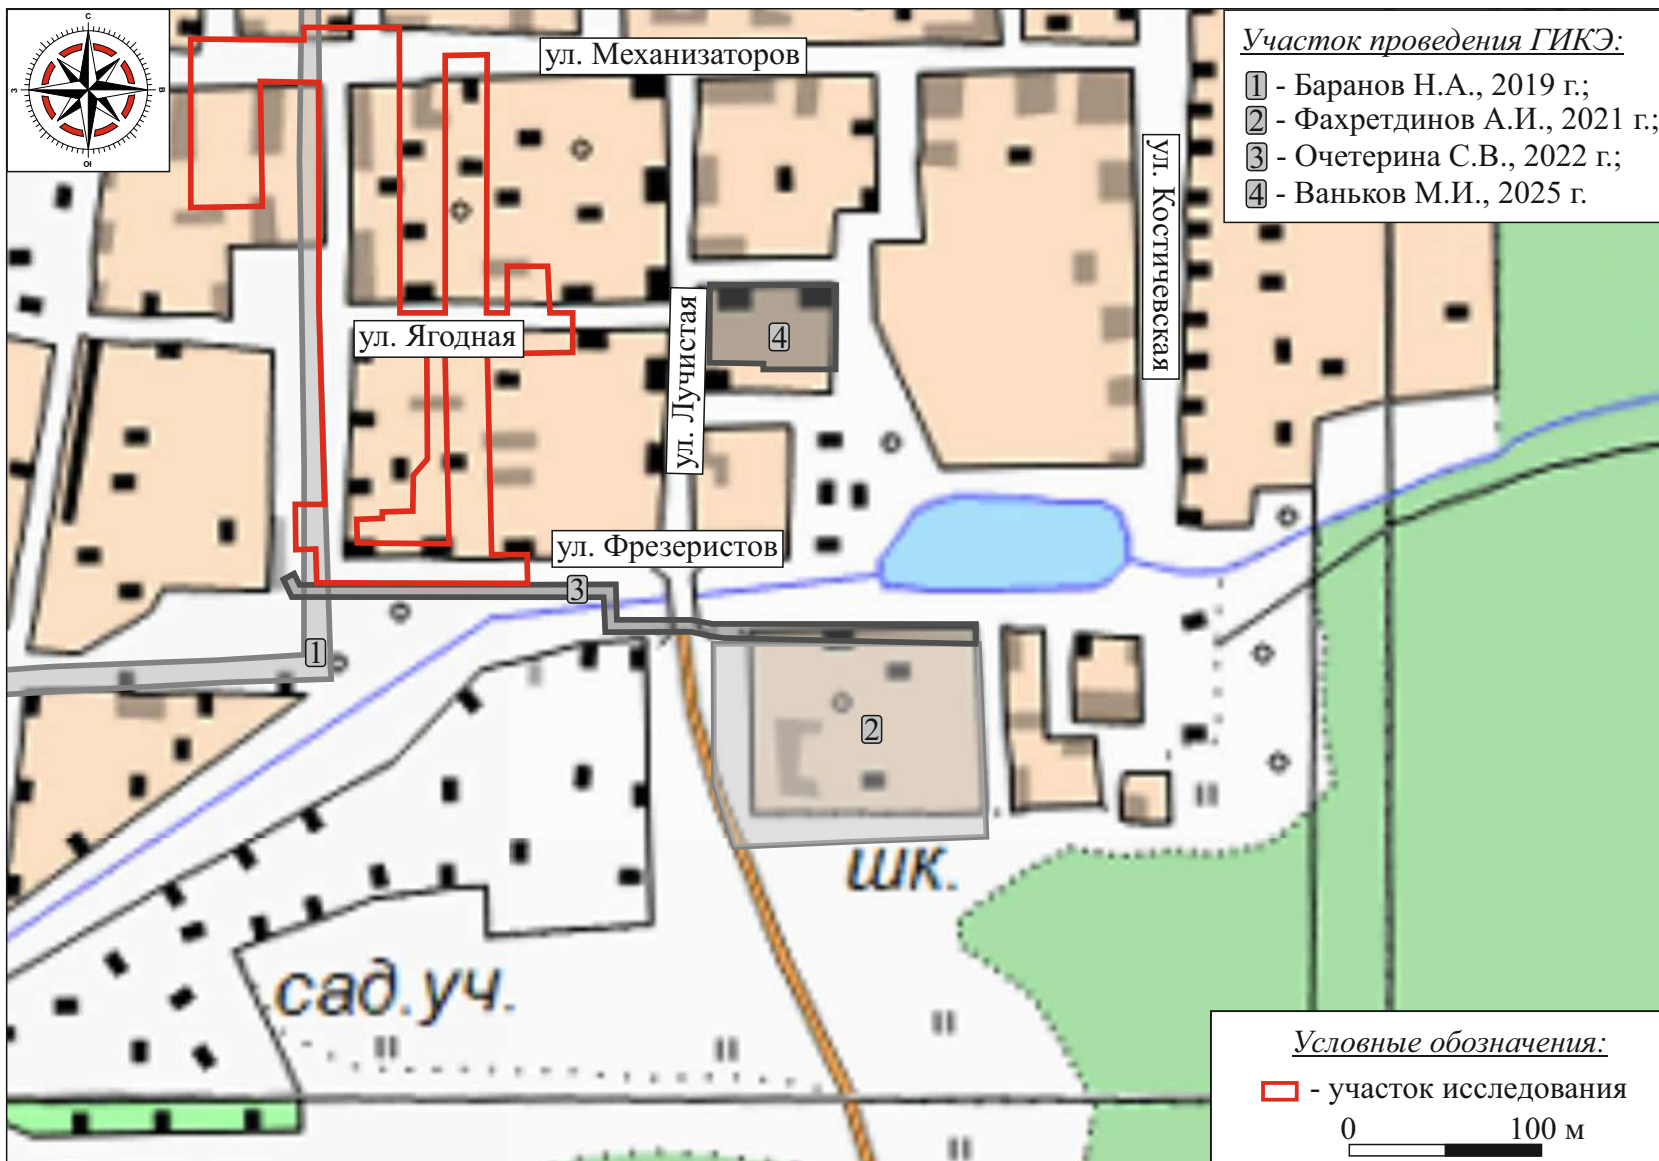 С
З
В
Ю
ул. Механизаторов
Участок проведения ГИКЭ:
1 - Баранов Н.А., 2019 г.;
2 - Фахретдинов А.И., 2021 г.;
3 - Очетерина С.В., 2022 г.;
4 - Ваньков М.И., 2025 г.
ул. Костичевская
ул. Ягодная
ул. Лучистая
4
ул. Фрезеристов
3
1
2
шк.
сад.уч.
Условные обозначения:
- участок исследования
0 100 м